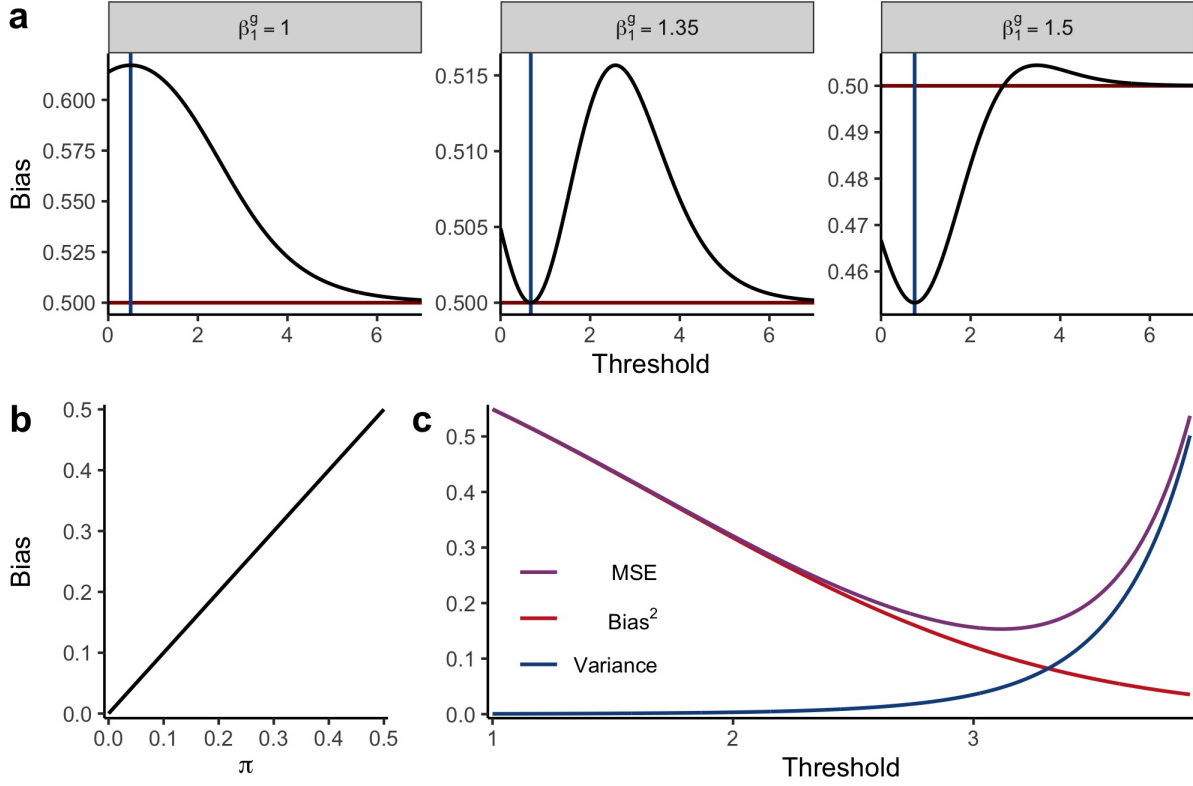 a
β₁ᵍ = 1
β₁ᵍ = 1.35
β₁ᵍ = 1.5
Bias
0.600
0.575
0.550
0.525
0.500
0 2 4 6
0.515
0.510
0.505
0.500
0 2 4 6
0.50
0.49
0.48
0.47
0.46
0 2 4 6
Threshold
b
Bias
0.5
0.4
0.3
0.2
0.1
0.0
0.0 0.1 0.2 0.3 0.4 0.5
π
c
0.5
0.4
0.3
0.2
0.1
0.0
MSE
Bias²
Variance
1 2 3
Threshold